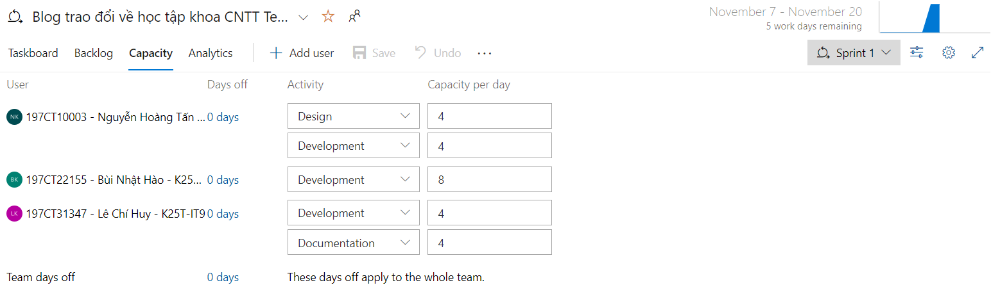 Blog trao đổi về học tập khoa CNTT Te...
November 7 - November 20
5 work days remaining
Taskboard Backlog Capacity Analytics Add user Save Undo ... Sprint 1
User Days off Activity Capacity per day
NK 197CT10003 - Nguyễn Hoàng Tấn ... 0 days Design 4
Development 4
BK 197CT22155 - Bùi Nhật Hào - K25... 0 days Development 8
LK 197CT31347 - Lê Chí Huy - K25T-IT9 0 days Development 4
Documentation 4
Team days off 0 days These days off apply to the whole team.